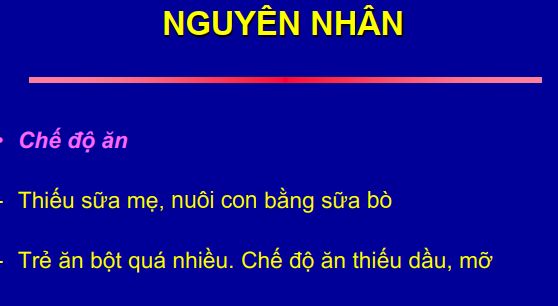 NGUYÊN NHÂN
• Chế độ ăn
- Thiếu sữa mẹ, nuôi con bằng sữa bò
- Trẻ ăn bột quá nhiều. Chế độ ăn thiếu dầu, mỡ